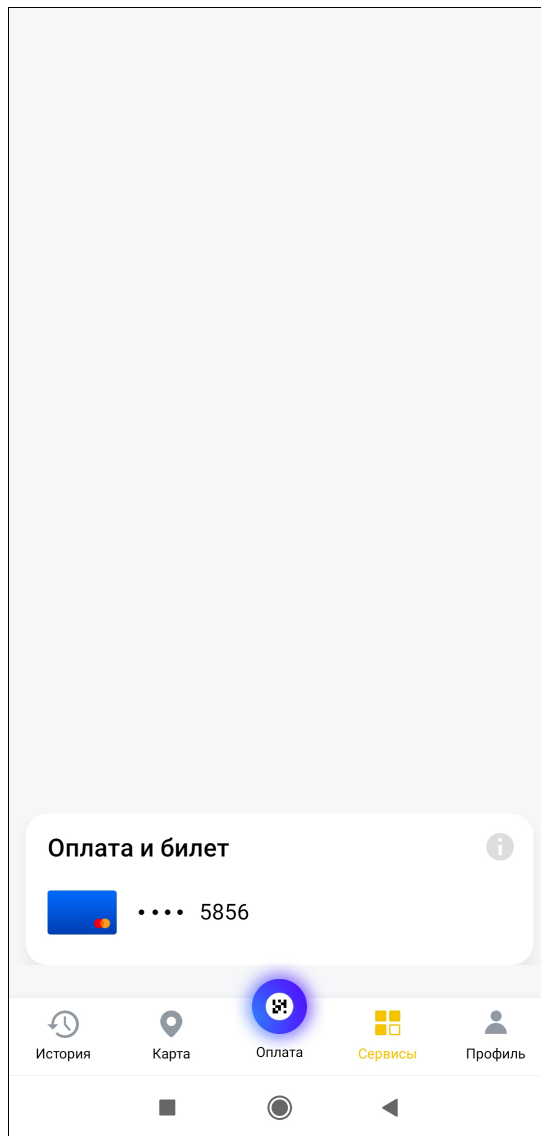 Оплата и билет
•••• 5856
История
Карта
Оплата
Сервисы
Профиль